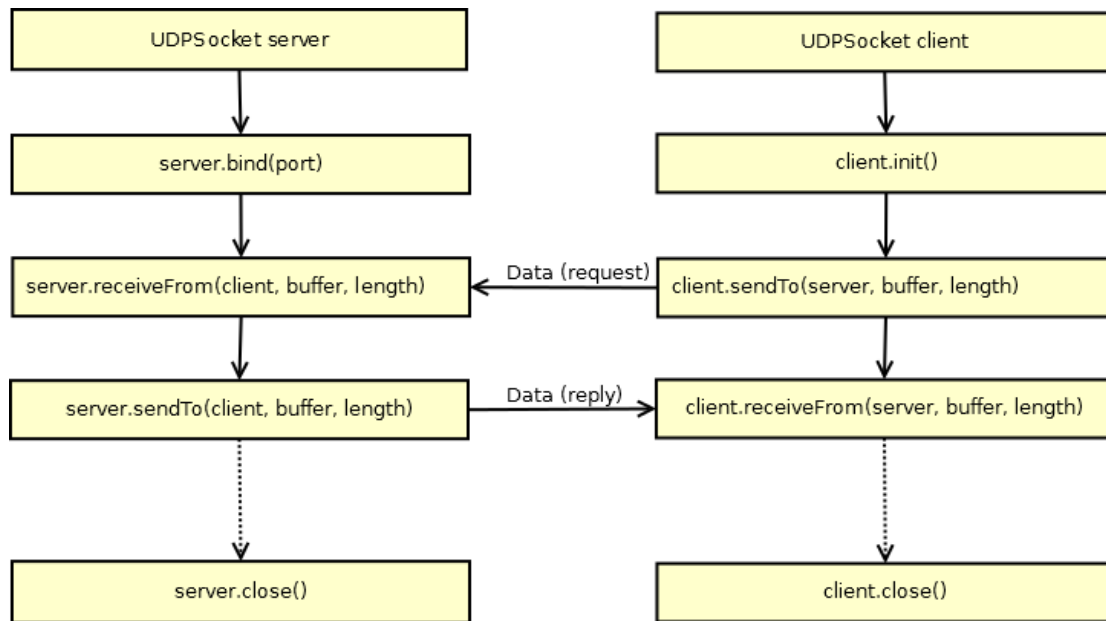 UDPSocket server
UDPSocket client
server.bind(port)
client.init()
Data (request)
server.receiveFrom(client, buffer, length)
client.sendTo(server, buffer, length)
Data (reply)
server.sendTo(client, buffer, length)
client.receiveFrom(server, buffer, length)
server.close()
client.close()